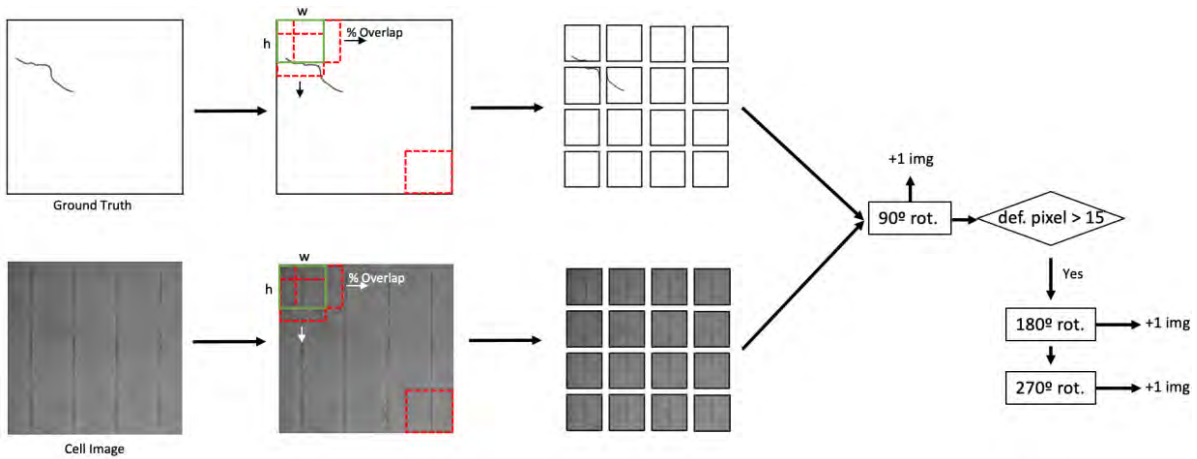 w
h
% Overlap
Ground Truth
+1 img
90º rot.
def. pixel > 15
Yes
180º rot.
+1 img
270º rot.
+1 img
w
h
% Overlap
Cell Image